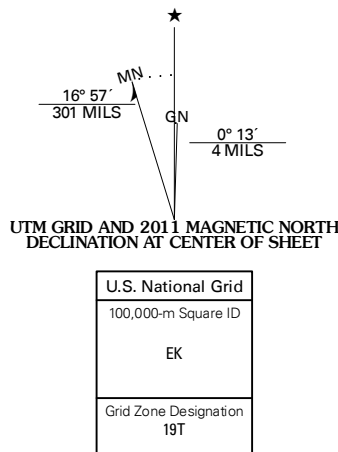 MN
16° 57´
301 MILS
GN
0° 13´
4 MILS
UTM GRID AND 2011 MAGNETIC NORTH
DECLINATION AT CENTER OF SHEET
U.S. National Grid
100,000-m Square ID
EK
Grid Zone Designation
19T